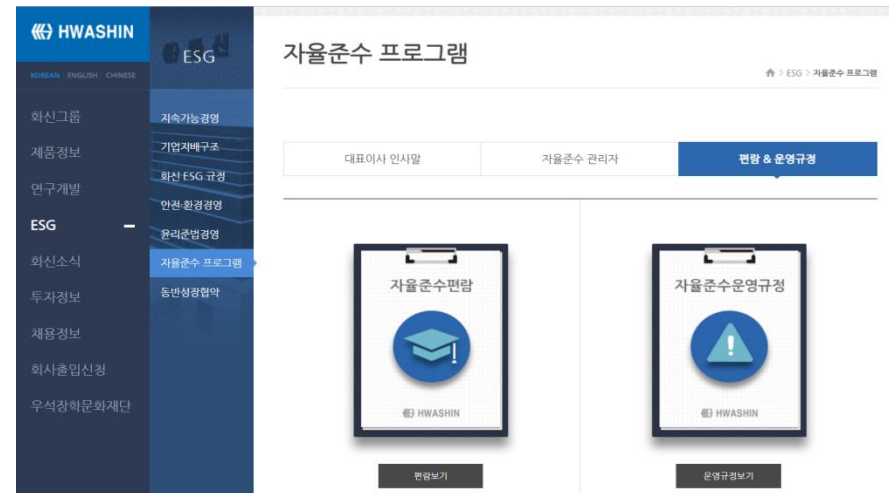 HWASHIN
KOREAN ENGLISH CHINESE
화신그룹
제품정보
연구개발
ESG
화신소식
투자정보
채용정보
회사출입신청
우석장학문화재단
ESG
지속가능경영
기업지배구조
화신 ESG 규정
안전·환경경영
윤리준법경영
자율준수 프로그램
동반성장협약
자율준수 프로그램
> ESG > 자율준수 프로그램
대표이사 인사말
자율준수 관리자
편람 & 운영규정
자율준수편람
HWASHIN
편람보기
자율준수운영규정
HWASHIN
운영규정보기